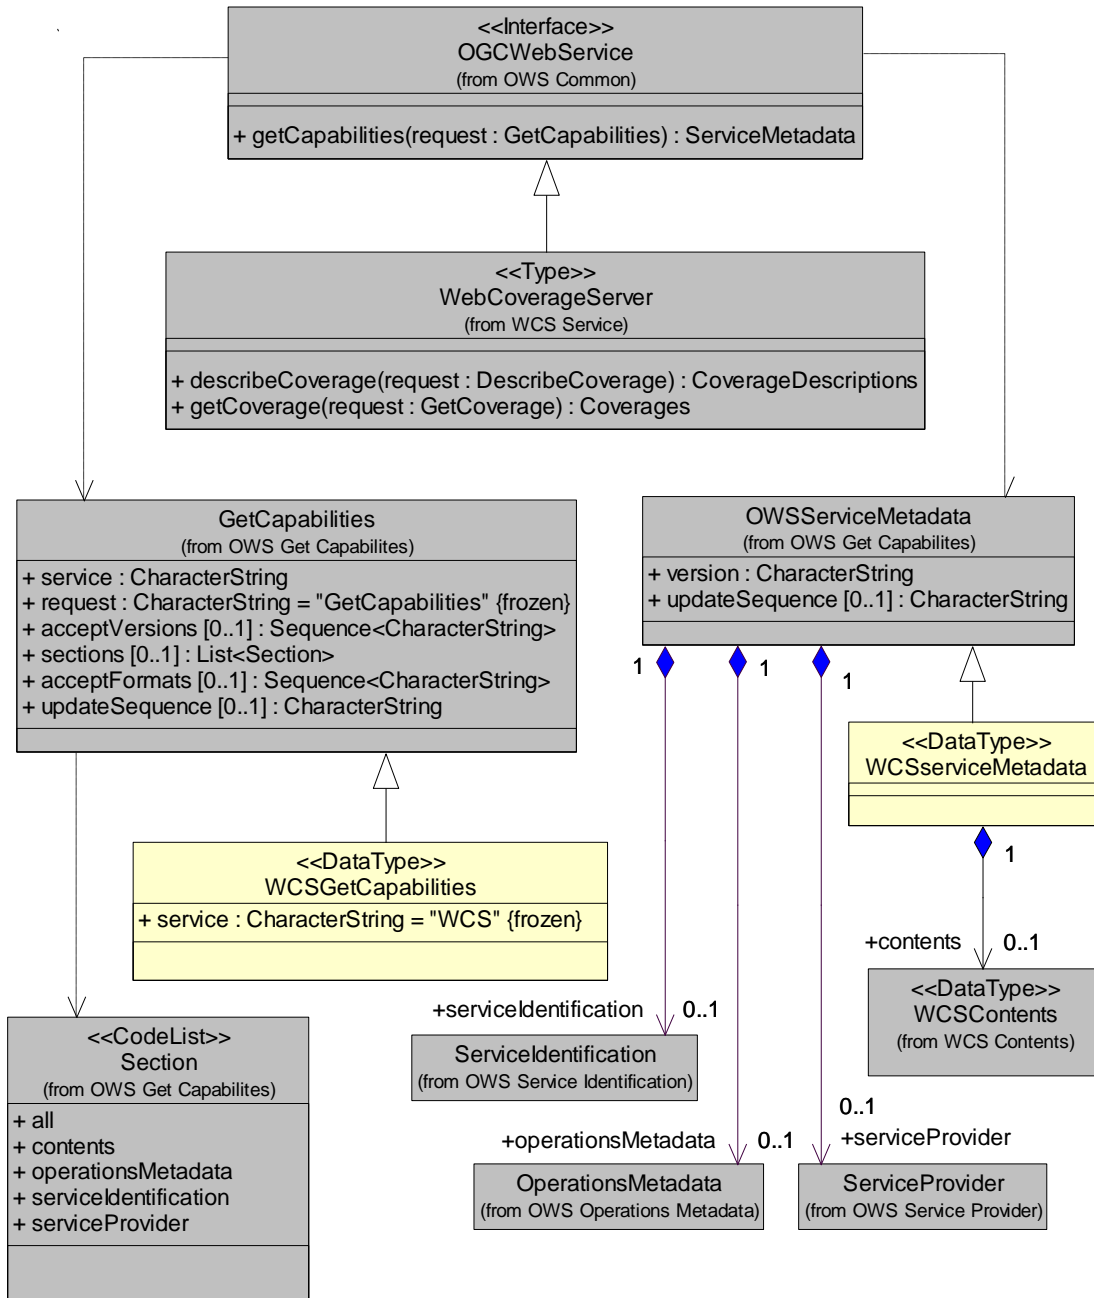 <<Interface>>
OGCWebService
(from OWS Common)
+ getCapabilities(request : GetCapabilities) : ServiceMetadata
<<Type>>
WebCoverageServer
(from WCS Service)
+ describeCoverage(request : DescribeCoverage) : CoverageDescriptions
+ getCoverage(request : GetCoverage) : Coverages
GetCapabilities
(from OWS Get Capabilites)
+ service : CharacterString
+ request : CharacterString = "GetCapabilities" {frozen}
+ acceptVersions [0..1] : Sequence<CharacterString>
+ sections [0..1] : List<Section>
+ acceptFormats [0..1] : Sequence<CharacterString>
+ updateSequence [0..1] : CharacterString
OWSServiceMetadata
(from OWS Get Capabilites)
+ version : CharacterString
+ updateSequence [0..1] : CharacterString
1
1
1
<<DataType>>
WCSserviceMetadata
1
<<DataType>>
WCSGetCapabilities
+ service : CharacterString = "WCS" {frozen}
+contents
0..1
<<DataType>>
WCSContents
(from WCS Contents)
+serviceIdentification
0..1
ServiceIdentification
(from OWS Service Identification)
<<CodeList>>
Section
(from OWS Get Capabilites)
+ all
+ contents
+ operationsMetadata
+ serviceIdentification
+ serviceProvider
+operationsMetadata
0..1
OperationsMetadata
(from OWS Operations Metadata)
0..1
+serviceProvider
ServiceProvider
(from OWS Service Provider)